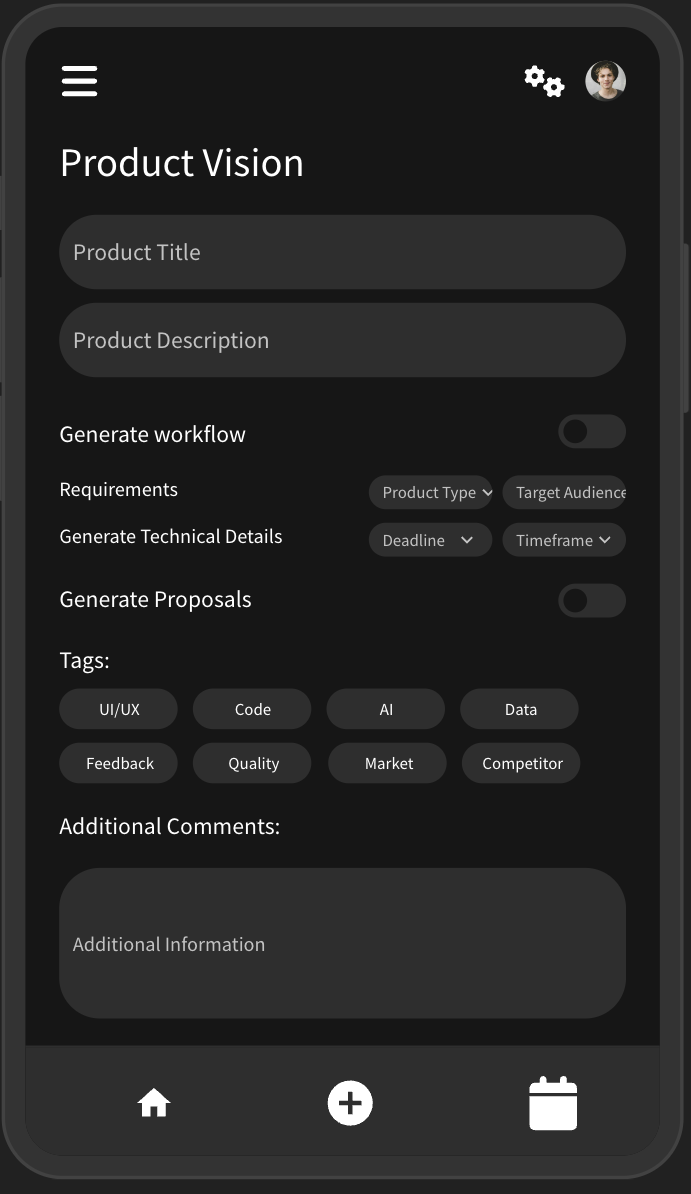 Product Vision
Product Title
Product Description
Generate workflow
Requirements
Product Type
Target Audience
Generate Technical Details
Deadline
Timeframe
Generate Proposals
Tags:
UI/UX
Code
AI
Data
Feedback
Quality
Market
Competitor
Additional Comments:
Additional Information